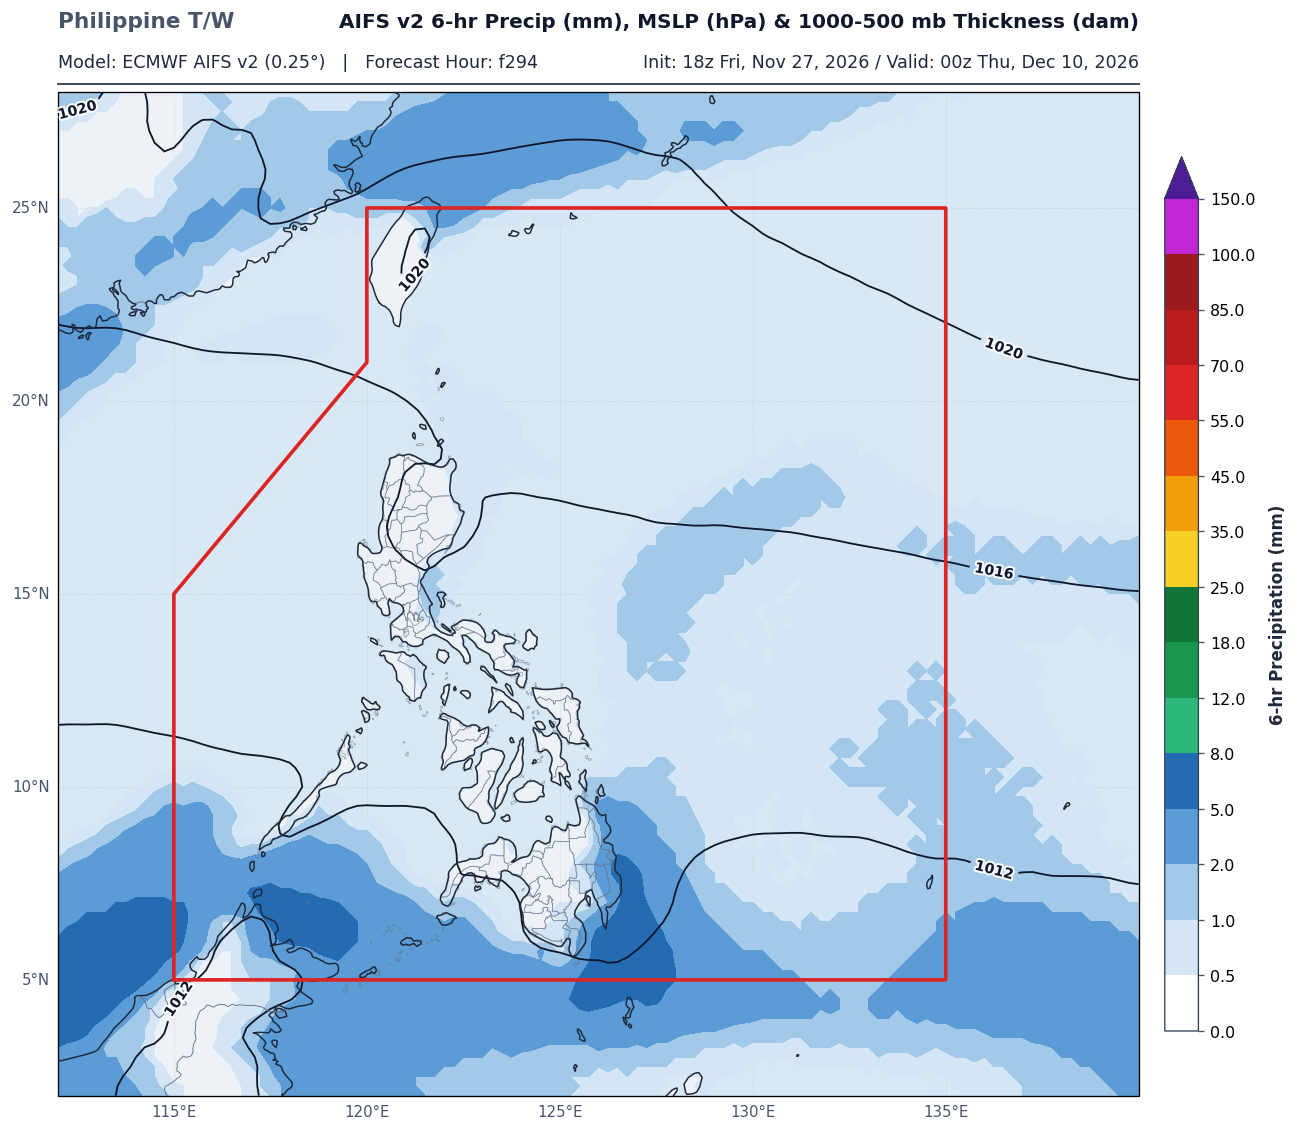 Philippine T/W
AIFS v2 6-hr Precip (mm), MSLP (hPa) & 1000-500 mb Thickness (dam)
Model: ECMWF AIFS v2 (0.25°)   |   Forecast Hour: f294
Init: 18z Fri, Nov 27, 2026 / Valid: 00z Thu, Dec 10, 2026
1020
1020
1020
1016
1012
1012
25°N
20°N
15°N
10°N
5°N
115°E
120°E
125°E
130°E
135°E
150.0
100.0
85.0
70.0
55.0
45.0
35.0
25.0
18.0
12.0
8.0
5.0
2.0
1.0
0.5
0.0
6-hr Precipitation (mm)